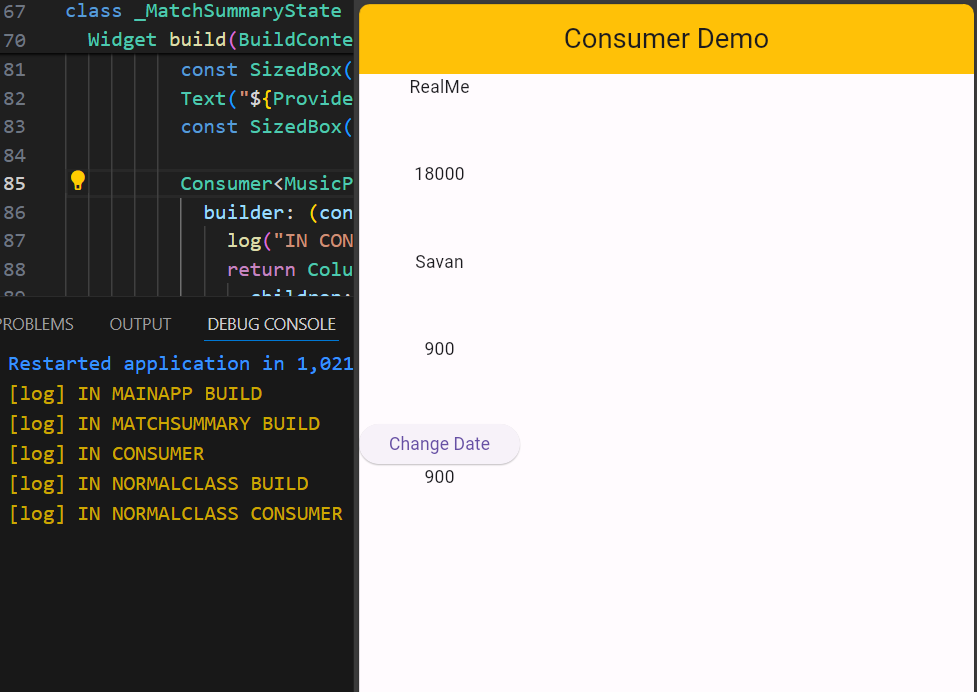 67 class _MatchSummaryState
70 Widget build(BuildConte
81 const SizedBox(
82 Text("${Provide
83 const SizedBox(
84
85 Consumer<MusicP
86 builder: (con
87 log("IN CON
88 return Colu
89 children:
PROBLEMS OUTPUT DEBUG CONSOLE
Restarted application in 1,021
[log] IN MAINAPP BUILD
[log] IN MATCHSUMMARY BUILD
[log] IN CONSUMER
[log] IN NORMALCLASS BUILD
[log] IN NORMALCLASS CONSUMER
Consumer Demo
RealMe
18000
Savan
900
Change Date
900